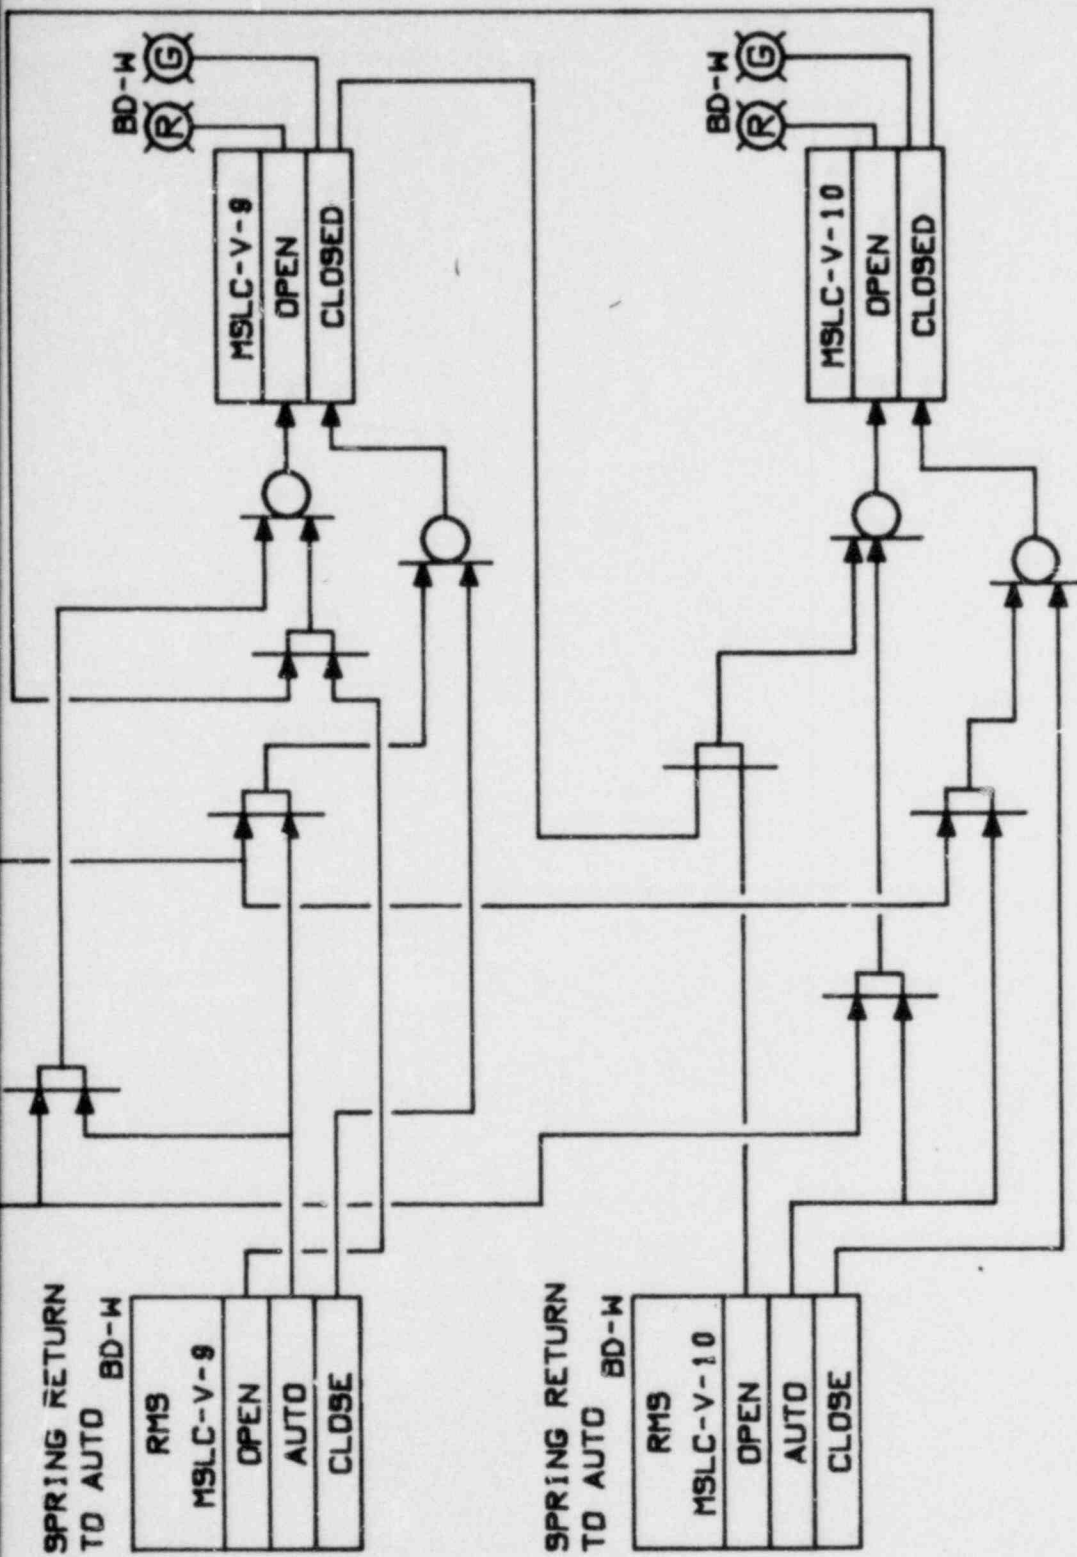 SPRING RETURN
TO AUTO
BD-W
RMS
MSLC-V-9
OPEN
AUTO
CLOSE
BD-W
R
G
MSLC-V-9
OPEN
CLOSED
SPRING RETURN
TO AUTO
BD-W
RMS
MSLC-V-10
OPEN
AUTO
CLOSE
BD-W
R
G
MSLC-V-10
OPEN
CLOSED